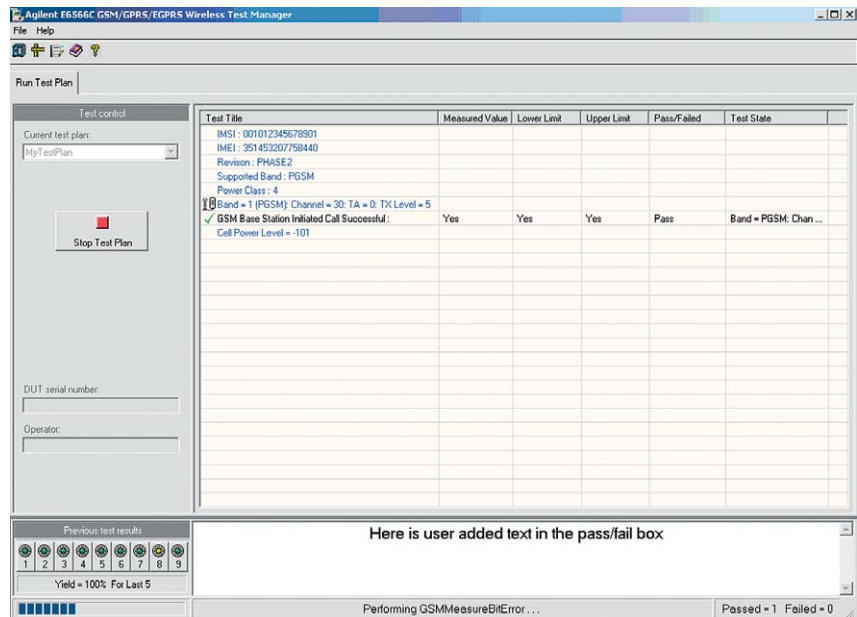 Agilent E6566C GSM/GPRS/EGPRS Wireless Test Manager
File Help
Run Test Plan
Test control
Current test plan:
MyTestPlan
Stop Test Plan
DUT serial number:
Operator:
Test Title Measured Value Lower Limit Upper Limit Pass/Failed Test State
IMSI : 001012345678901
IMEI : 351453207758440
Revison : PHASE2
Supported Band : PGSM
Power Class : 4
Band = 1 (PGSM): Channel = 30: TA = 0: TX Level = 5
GSM Base Station Initiated Call Successful : Yes Yes Yes Pass Band = PGSM: Chan ...
Cell Power Level = -101
Previous test results
1 2 3 4 5 6 7 8 9
Yield = 100% For Last 5
Here is user added text in the pass/fail box
Performing GSMMeasureBitError . . .
Passed = 1 Failed = 0